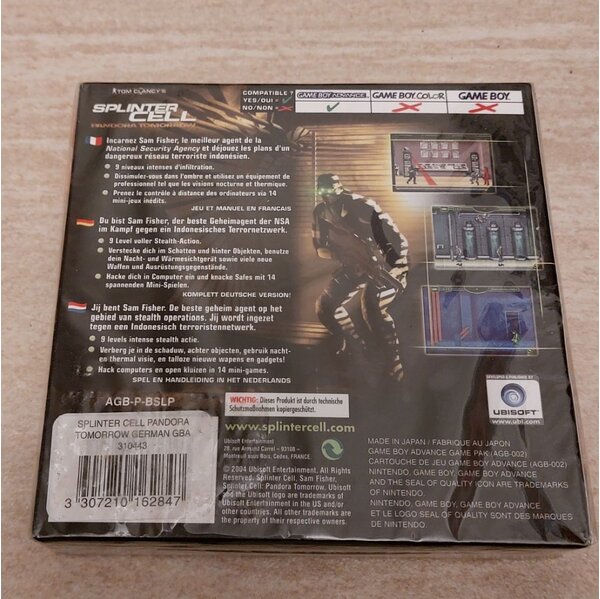 TOM CLANCY'S
SPLINTER
CELL
PANDORA TOMORROW
COMPATIBLE ?
YES/OUI =
NO/NON=
GAME BOY ADVANCE
GAME BOY COLOR
GAME BOY
Incarnez Sam Fisher, le meilleur agent de la
National Security Agency et déjouez les plans d'un
dangereux réseau terroriste indonésien.
• 9 niveaux intenses d'infiltration.
• Dissimulez-vous dans l'ombre et utilisez un équipement de
professionnel tel que les visions nocturne et thermique.
• Prenez le contrôle à distance des ordinateurs via 14
mini-jeux inédits.
JEU ET MANUEL EN FRANCAIS
Du bist Sam Fisher, der beste Geheimagent der NSA
im Kampf gegen ein Indonesisches Terrornetzwerk.
• 9 Level voller Stealth-Action.
• Verstecke dich im Schatten und hinter Objekten, benutze
dein Nacht- und Wärmesichtgerät sowie viele neue
Waffen und Ausrüstungsgegenstände.
• Hacke dich in Computer ein und knacke Safes mit 14
spannenden Mini-Spielen.
KOMPLETT DEUTSCHE VERSION!
Jij bent Sam Fisher. De beste geheim agent op het
gebied van stealth operations. Jij wordt ingezet
tegen een Indonesisch terroristennetwerk.
• 9 levels intense stealth actie.
• Verberg je in de schaduw, achter objecten, gebruik nacht-
en thermal visie, en talloze nieuwe wapens en gadgets!
• Hack computers en open kluizen in 14 mini-games.
SPEL EN HANDLEIDING IN HET NEDERLANDS
AGB-P-BSLP
SPLINTER CELL PANDORA
TOMORROW GERMAN GBA
310443
3 307210 162847
WICHTIG: Dieses Produkt ist durch technische
Schutzmaßnahmen kopiergeschützt.
www.splintercell.com
Ubisoft Entertainment
28, rue Armand Carrel – 93108 –
Montreuil sous Bois, Cedex, FRANCE
© 2004 Ubisoft Entertainment. All Rights
Reserved. Splinter Cell, Sam Fisher,
Splinter Cell: Pandora Tomorrow, Ubisoft
and the Ubisoft logo are trademarks of
Ubisoft Entertainment in the US and/or
other countries. All other trademarks are
the property of their respective owners.
DEVELOPED & PUBLISHED BY
UBISOFT
www.ubi.com
MADE IN JAPAN / FABRIQUE AU JAPON
GAME BOY ADVANCE GAME PAK (AGB-002)
CARTOUCHE DE JEU GAME BOY ADVANCE (AGB-002)
NINTENDO, GAME BOY, GAME BOY ADVANCE
AND THE SEAL OF QUALITY ICON ARE TRADEMARKS
OF NINTENDO.
NINTENDO, GAME BOY, GAME BOY ADVANCE
ET LE LOGO SEAL OF QUALITY SONT DES MARQUES
DE NINTENDO.